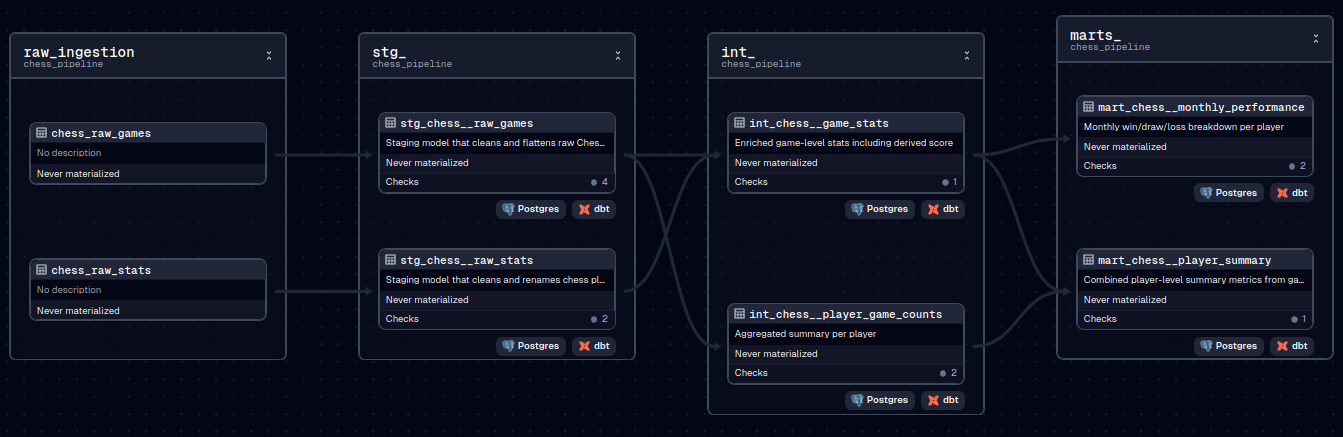 raw_ingestion
chess_pipeline
chess_raw_games
No description
Never materialized
chess_raw_stats
No description
Never materialized
stg_
chess_pipeline
stg_chess__raw_games
Staging model that cleans and flattens raw Ches…
Never materialized
Checks 4
Postgres dbt
stg_chess__raw_stats
Staging model that cleans and renames chess pl…
Never materialized
Checks 2
Postgres dbt
int_
chess_pipeline
int_chess__game_stats
Enriched game-level stats including derived score
Never materialized
Checks 1
Postgres dbt
int_chess__player_game_counts
Aggregated summary per player
Never materialized
Checks 2
Postgres dbt
marts_
chess_pipeline
mart_chess__monthly_performance
Monthly win/draw/loss breakdown per player
Never materialized
Checks 2
Postgres dbt
mart_chess__player_summary
Combined player-level summary metrics from ga…
Never materialized
Checks 1
Postgres dbt